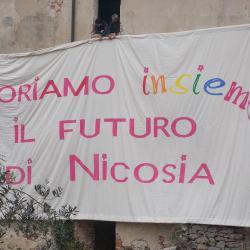 ORIAMO insieme
IL FUTURO
DI NICOSIA